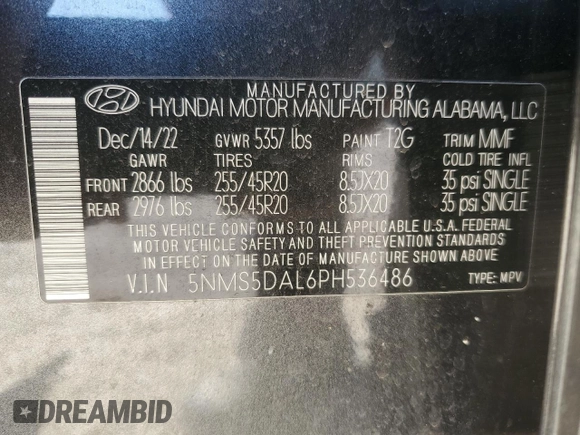 MANUFACTURED BY
HYUNDAI MOTOR MANUFACTURING ALABAMA, LLC
Dec/14/22 GVWR 5357 lbs PAINT T2G TRIM MMF
GAWR TIRES RIMS COLD TIRE INFL
FRONT 2866 lbs 255/45R20 8.5JX20 35 psi SINGLE
REAR 2976 lbs 255/45R20 8.5JX20 35 psi SINGLE
THIS VEHICLE CONFORMS TO ALL APPLICABLE U.S.A. FEDERAL
MOTOR VEHICLE SAFETY AND THEFT PREVENTION STANDARDS
IN EFFECT ON THE DATE OF MANUFACTURE SHOWN ABOVE.
V.I.N 5NMS5DAL6PH536486 TYPE: MPV
DREAMBID